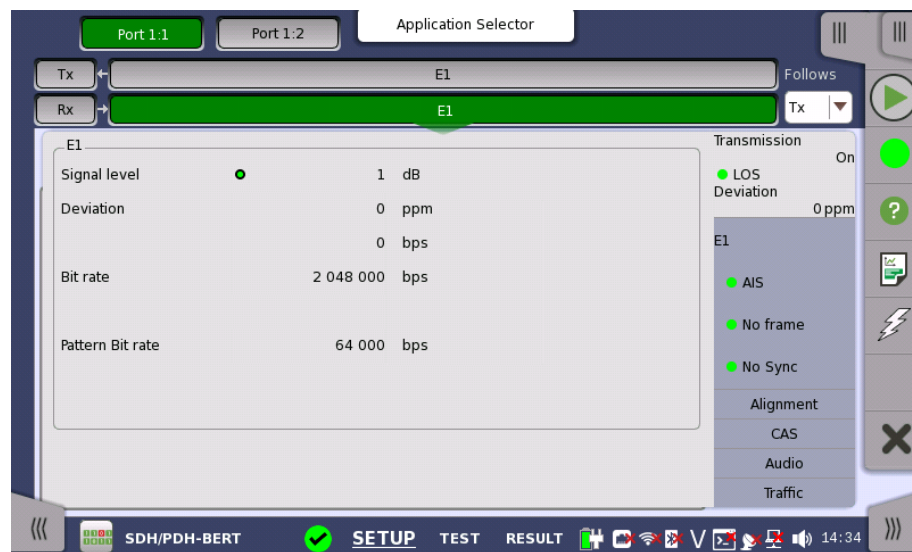 Application Selector
Port 1:1 Port 1:2
Tx E1 Follows
Rx E1 Tx
E1
Signal level 1 dB
Deviation 0 ppm
0 bps
Bit rate 2 048 000 bps
Pattern Bit rate 64 000 bps
Transmission
On
LOS
Deviation
0 ppm
E1
AIS
No frame
No Sync
Alignment
CAS
Audio
Traffic
SDH/PDH-BERT SETUP TEST RESULT V 14:34